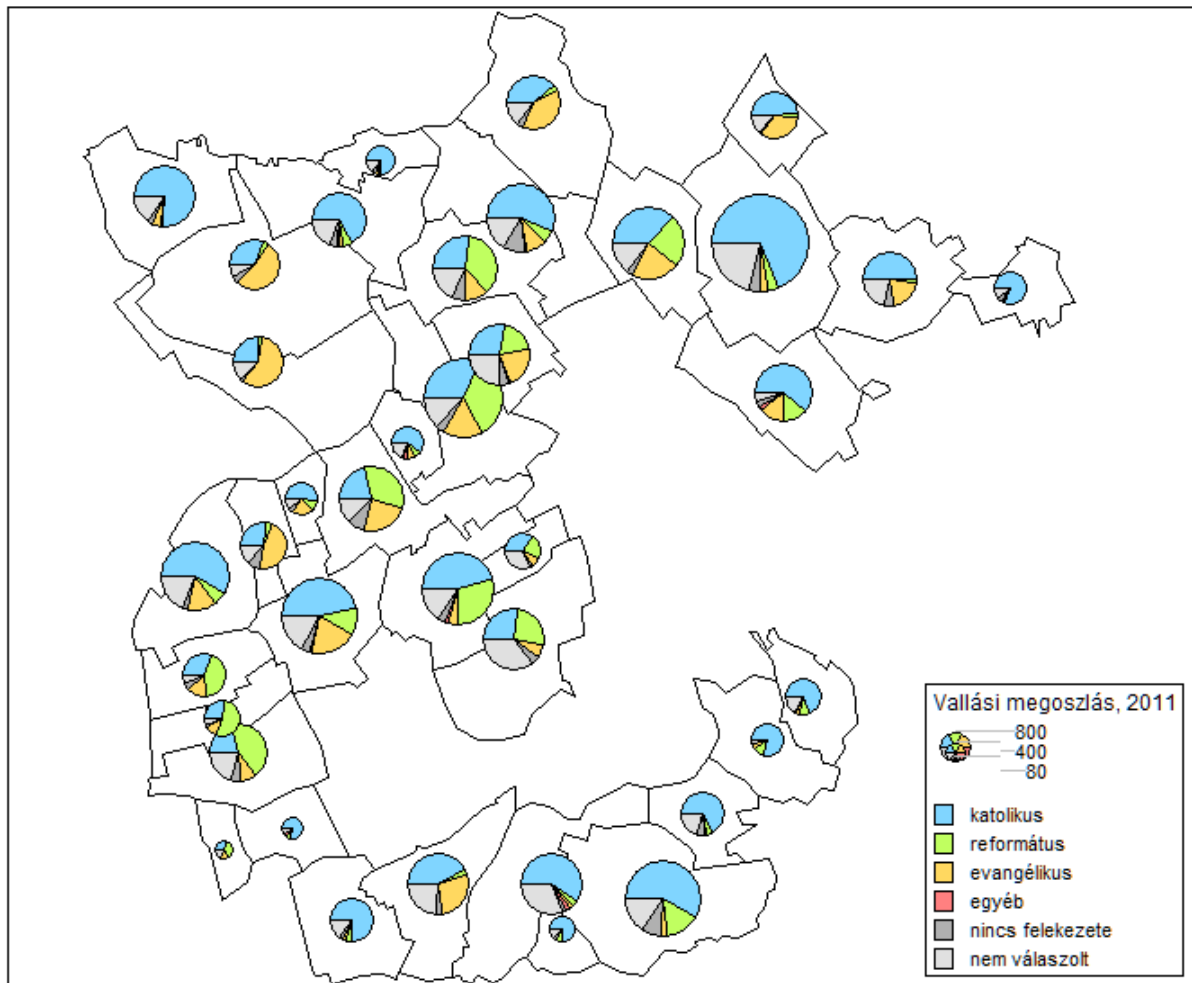 Vallási megoszlás, 2011
800
400
80
katolikus
református
evangélikus
egyéb
nincs felekezete
nem válaszolt